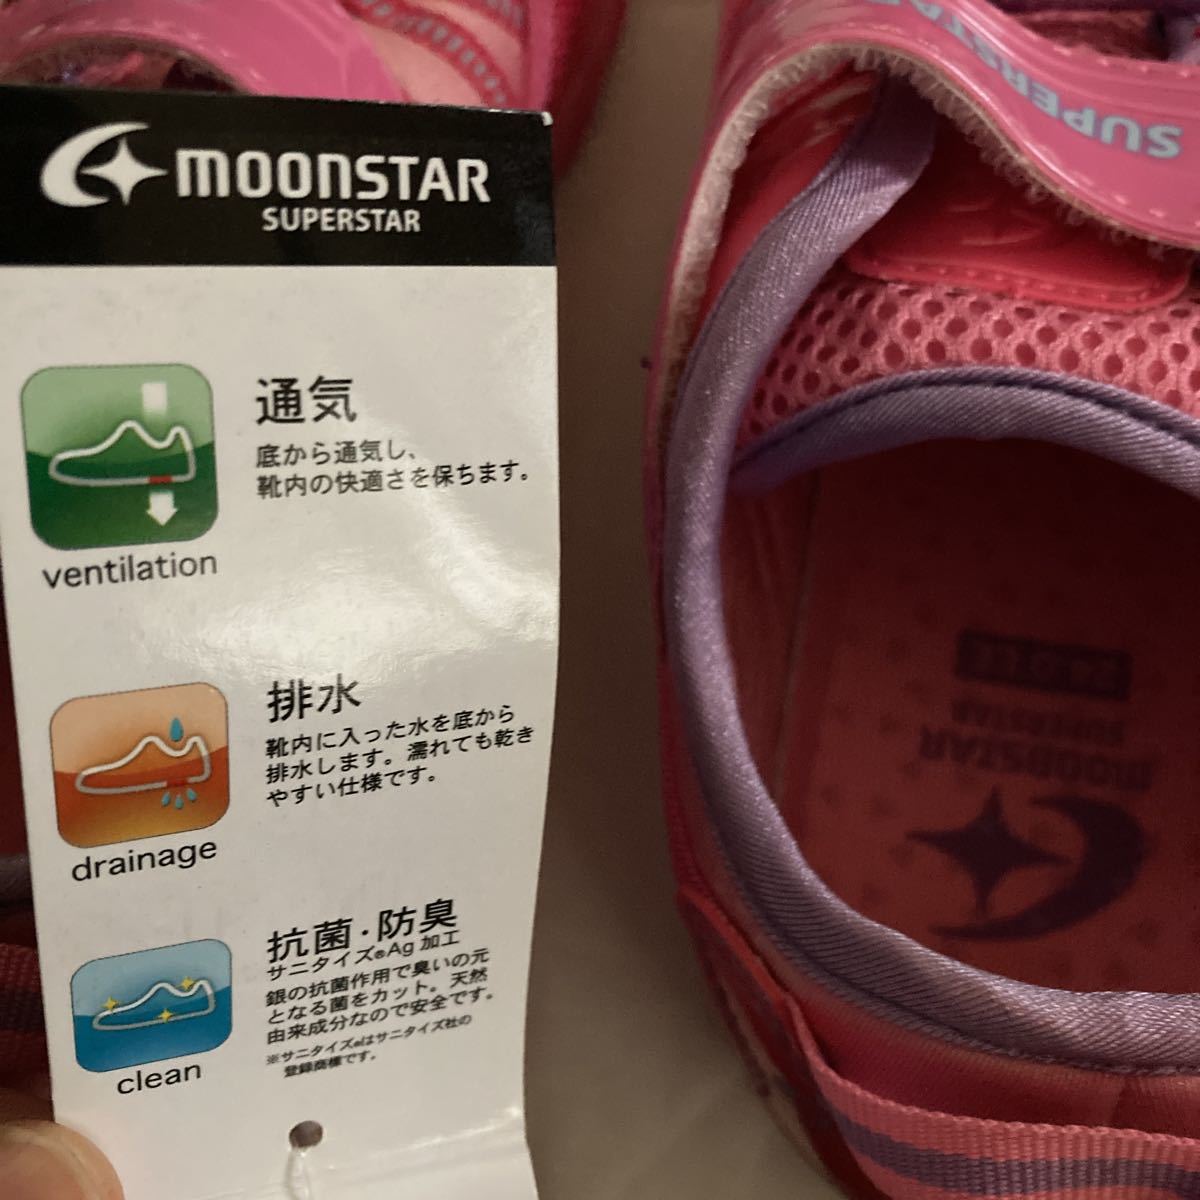 MOONSTAR
SUPERSTAR
通気
底から通気し、
靴内の快適さを保ちます。
ventilation
排水
靴内に入った水を底から
排水します。濡れても乾き
やすい仕様です。
drainage
抗菌・防臭
サニタイズ®Ag 加工
銀の抗菌作用で臭いの元
となる菌をカット。天然
由来成分なので安全です。
※サニタイズ®はサニタイズ社の
登録商標です。
clean
SUPERSTAR
MOONSTAR
SUPERSTAR